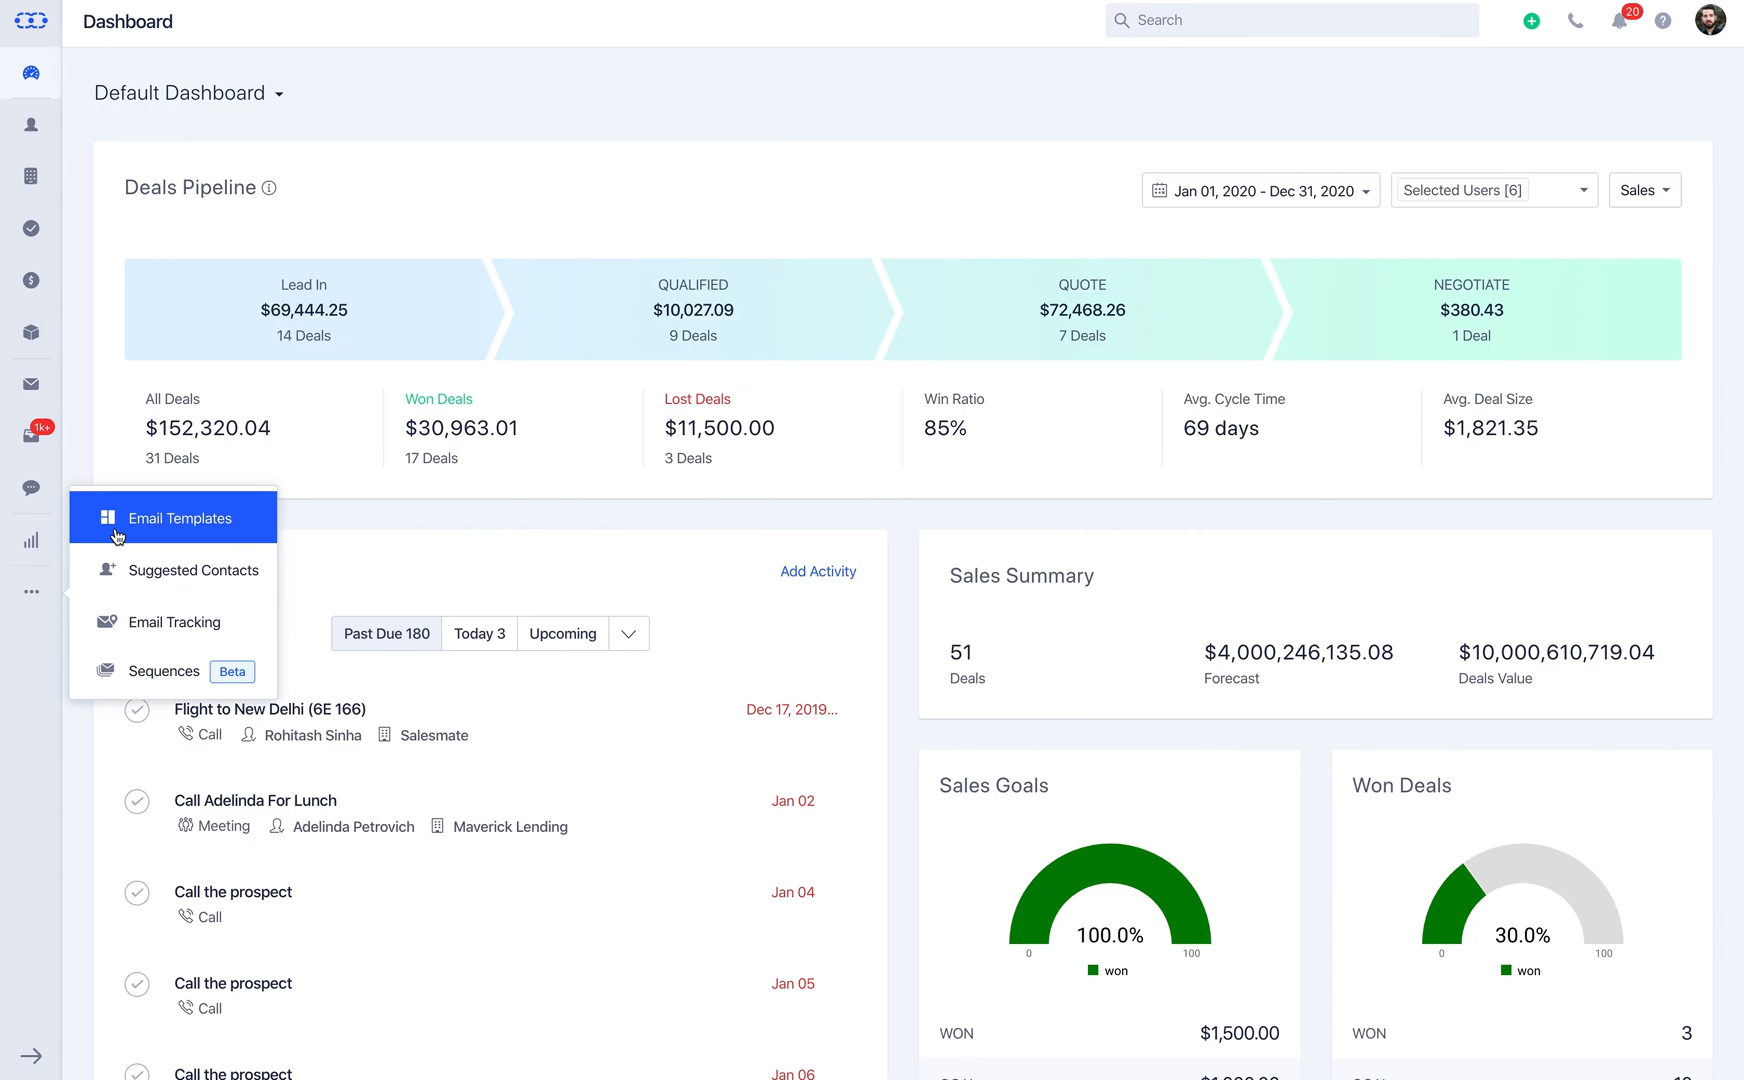 Dashboard
Search
20
Default Dashboard
Deals Pipeline
Jan 01, 2020 - Dec 31, 2020
Selected Users [6]
Sales
Lead In
$69,444.25
14 Deals
QUALIFIED
$10,027.09
9 Deals
QUOTE
$72,468.26
7 Deals
NEGOTIATE
$380.43
1 Deal
All Deals
$152,320.04
31 Deals
Won Deals
$30,963.01
17 Deals
Lost Deals
$11,500.00
3 Deals
Win Ratio
85%
Avg. Cycle Time
69 days
Avg. Deal Size
$1,821.35
1k+
Email Templates
Suggested Contacts
Email Tracking
Sequences Beta
Add Activity
Past Due 180
Today 3
Upcoming
Flight to New Delhi (6E 166)
Dec 17, 2019...
Call Rohitash Sinha Salesmate
Call Adelinda For Lunch
Jan 02
Meeting Adelinda Petrovich Maverick Lending
Call the prospect
Jan 04
Call
Call the prospect
Jan 05
Call
Call the prospect
Jan 06
Sales Summary
51
Deals
$4,000,246,135.08
Forecast
$10,000,610,719.04
Deals Value
Sales Goals
100.0%
0
100
won
WON
$1,500.00
Won Deals
30.0%
0
100
won
WON
3